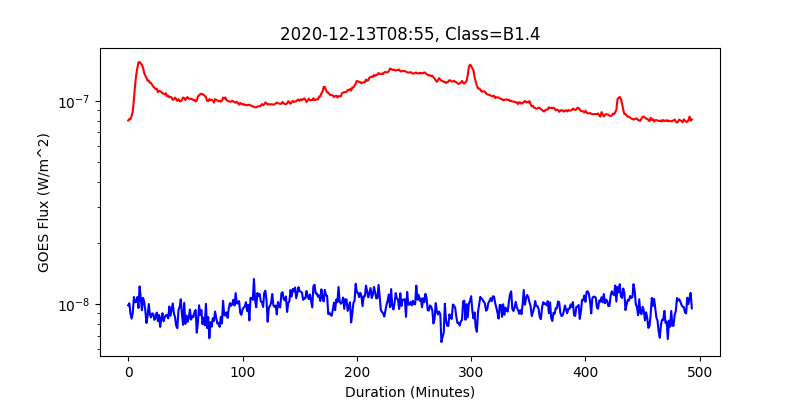 2020-12-13T08:55, Class=B1.4
GOES Flux (W/m^2)
10⁻⁷
10⁻⁸
0 100 200 300 400 500
Duration (Minutes)